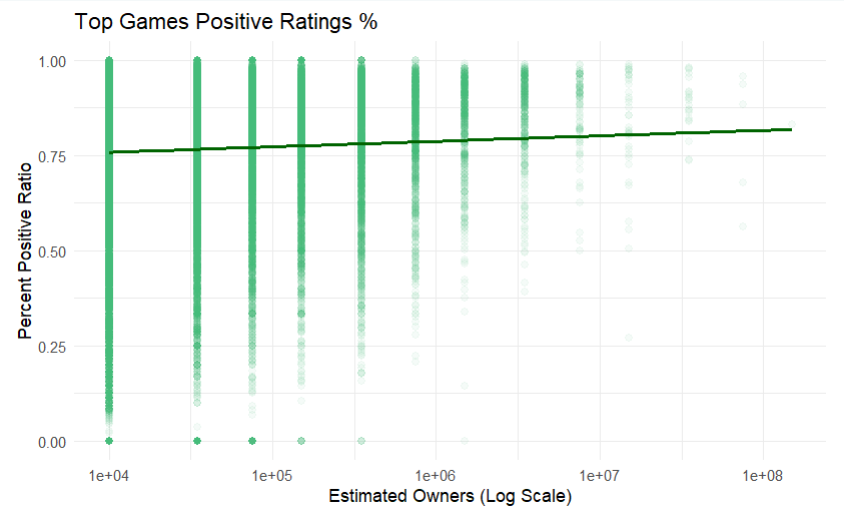 Top Games Positive Ratings %
Percent Positive Ratio
1.00
0.75
0.50
0.25
0.00
1e+04 1e+05 1e+06 1e+07 1e+08
Estimated Owners (Log Scale)